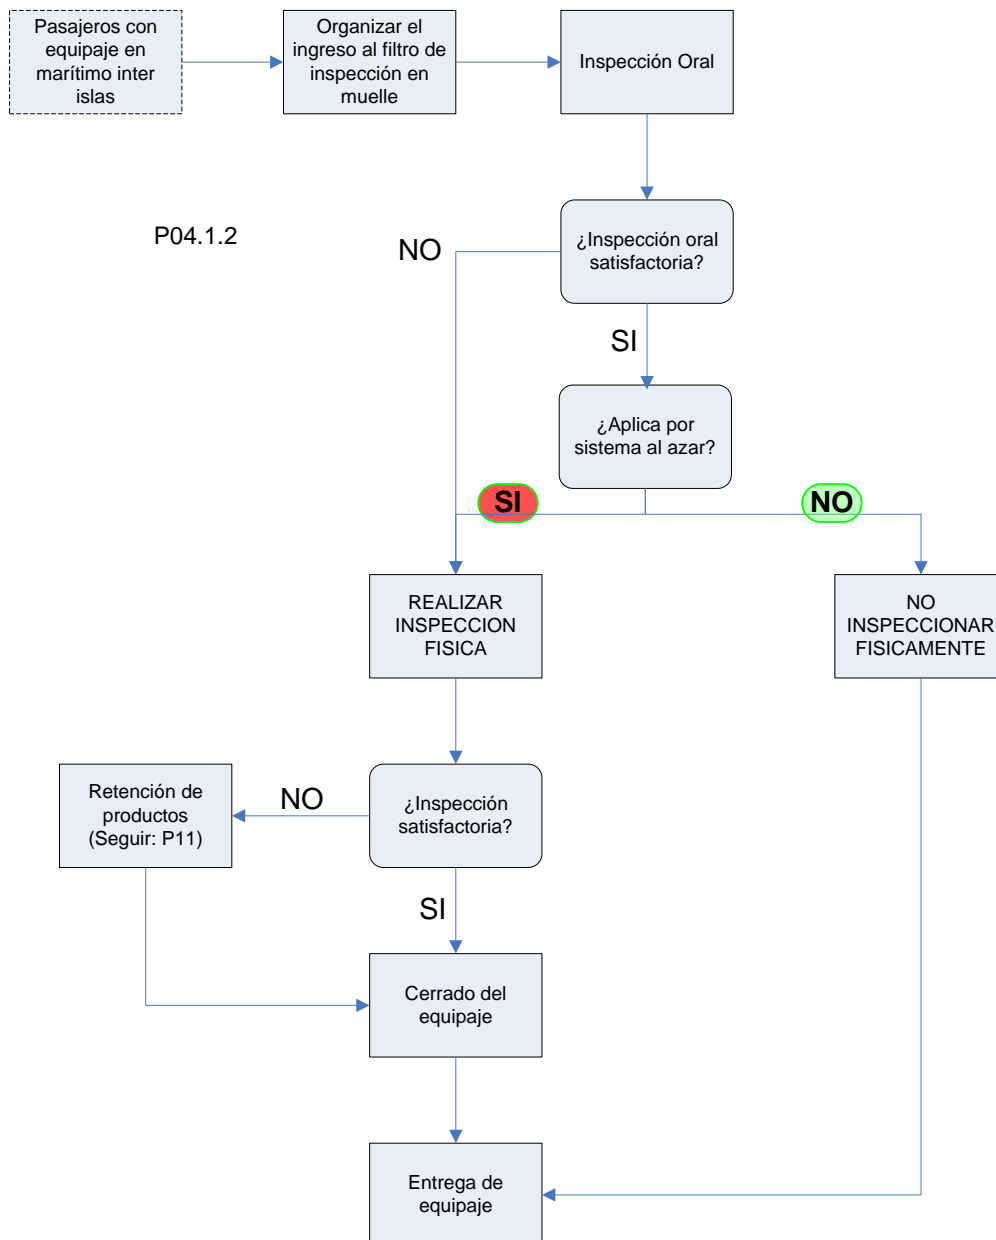 Pasajeros con
equipaje en
marítimo inter
islas
Organizar el
ingreso al filtro de
inspección en
muelle
Inspección Oral
P04.1.2
NO
¿Inspección oral
satisfactoria?
SI
¿Aplica por
sistema al azar?
SI
NO
REALIZAR
INSPECCION
FISICA
NO
INSPECCIONAR
FISICAMENTE
Retención de
productos
(Seguir: P11)
NO
¿Inspección
satisfactoria?
SI
Cerrado del
equipaje
Entrega de
equipaje